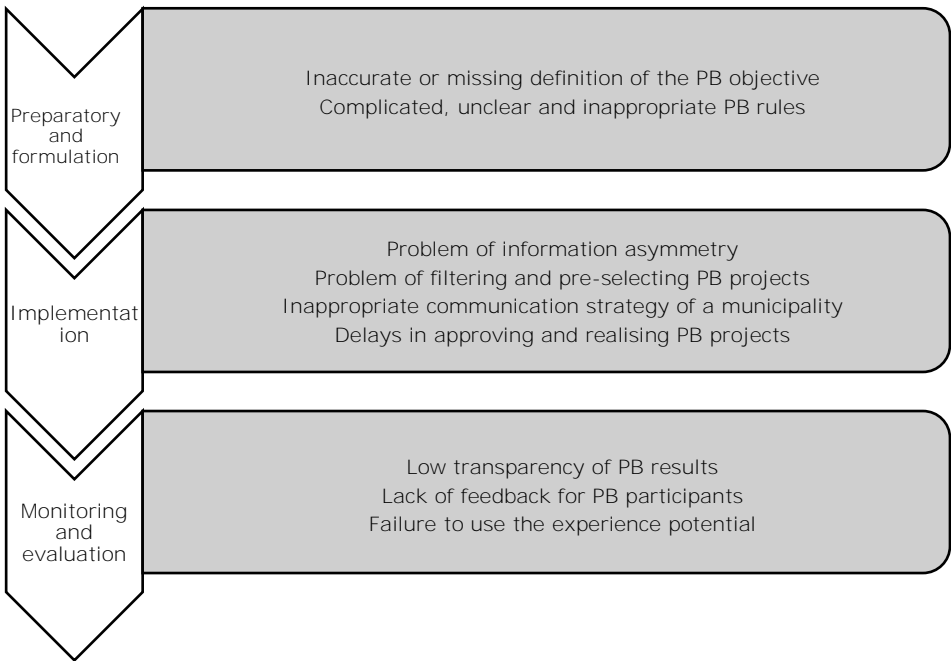 Preparatory
and
formulation
Inaccurate or missing definition of the PB objective
Complicated, unclear and inappropriate PB rules
Implementat
ion
Problem of information asymmetry
Problem of filtering and pre-selecting PB projects
Inappropriate communication strategy of a municipality
Delays in approving and realising PB projects
Monitoring
and
evaluation
Low transparency of PB results
Lack of feedback for PB participants
Failure to use the experience potential